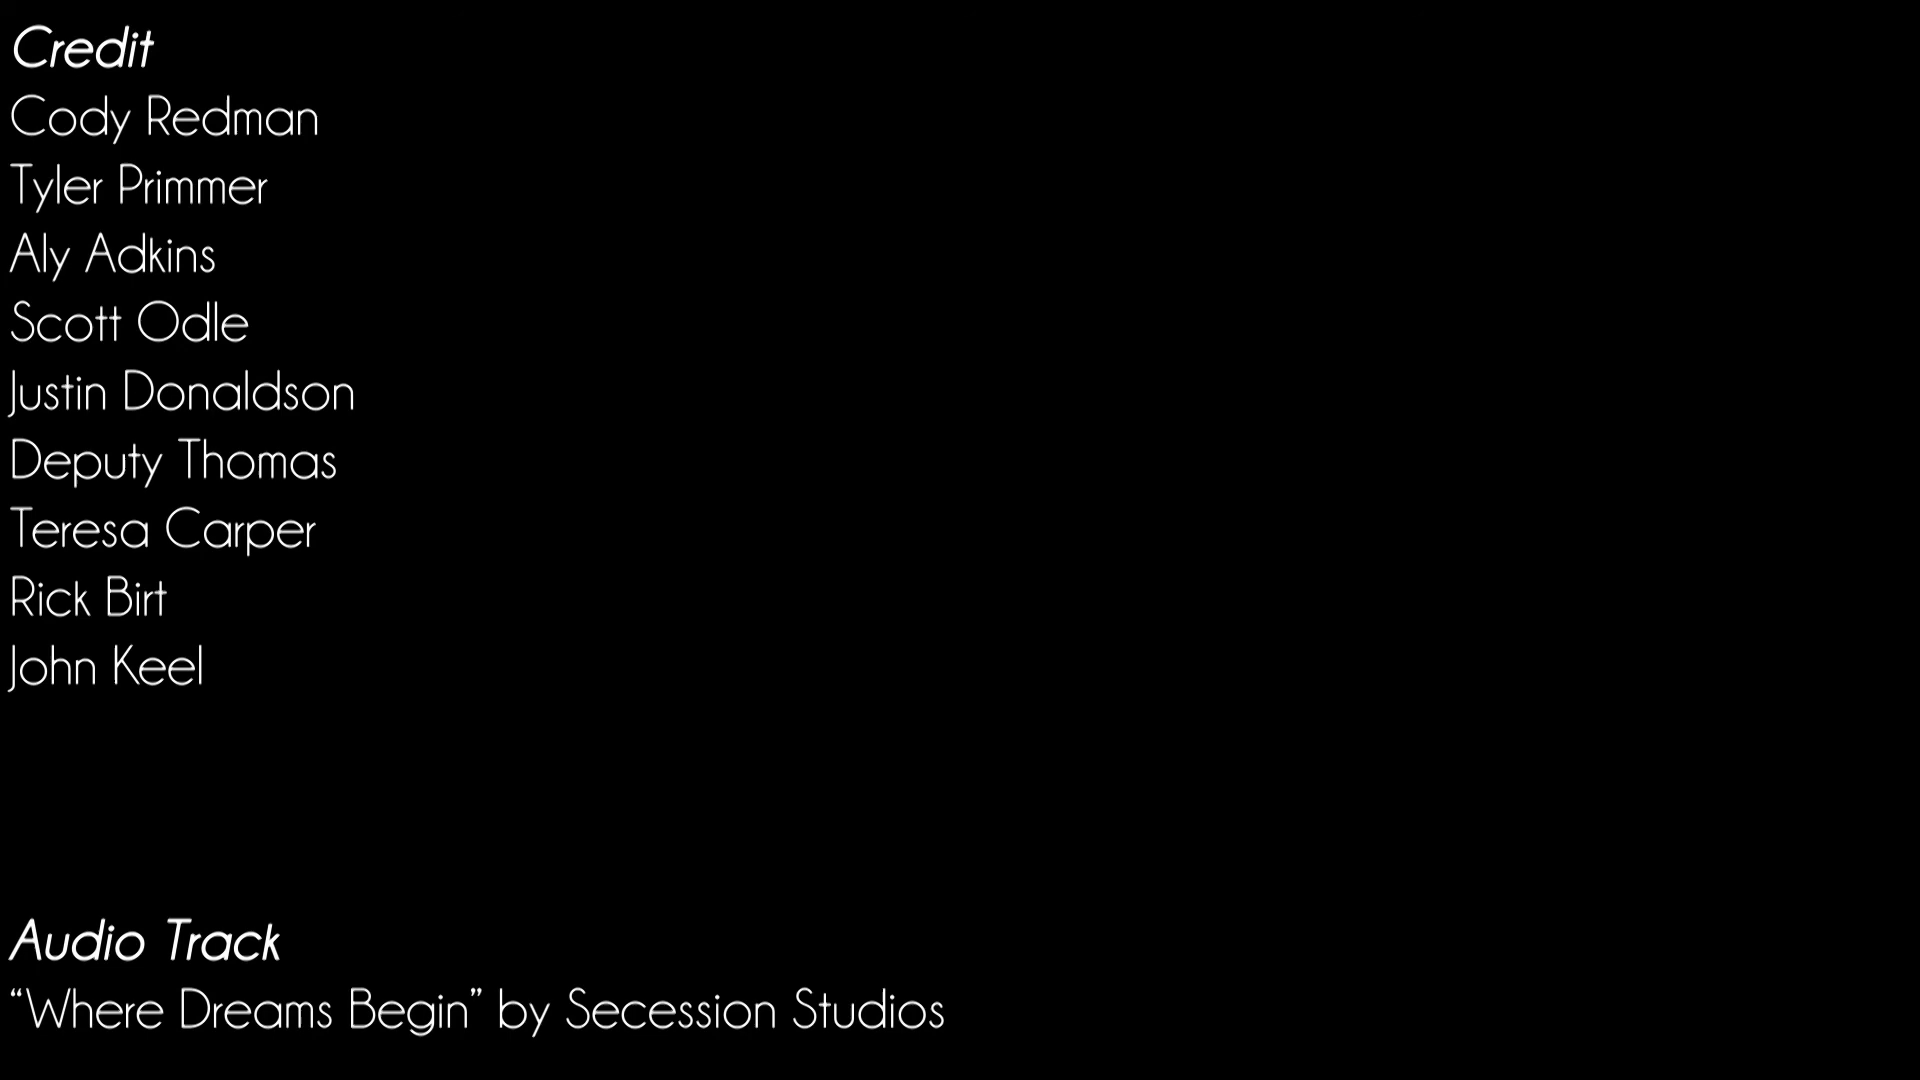 Credit
Cody Redman
Tyler Primmer
Aly Adkins
Scott Odle
Justin Donaldson
Deputy Thomas
Teresa Carper
Rick Birt
John Keel
Audio Track
“Where Dreams Begin” by Secession Studios